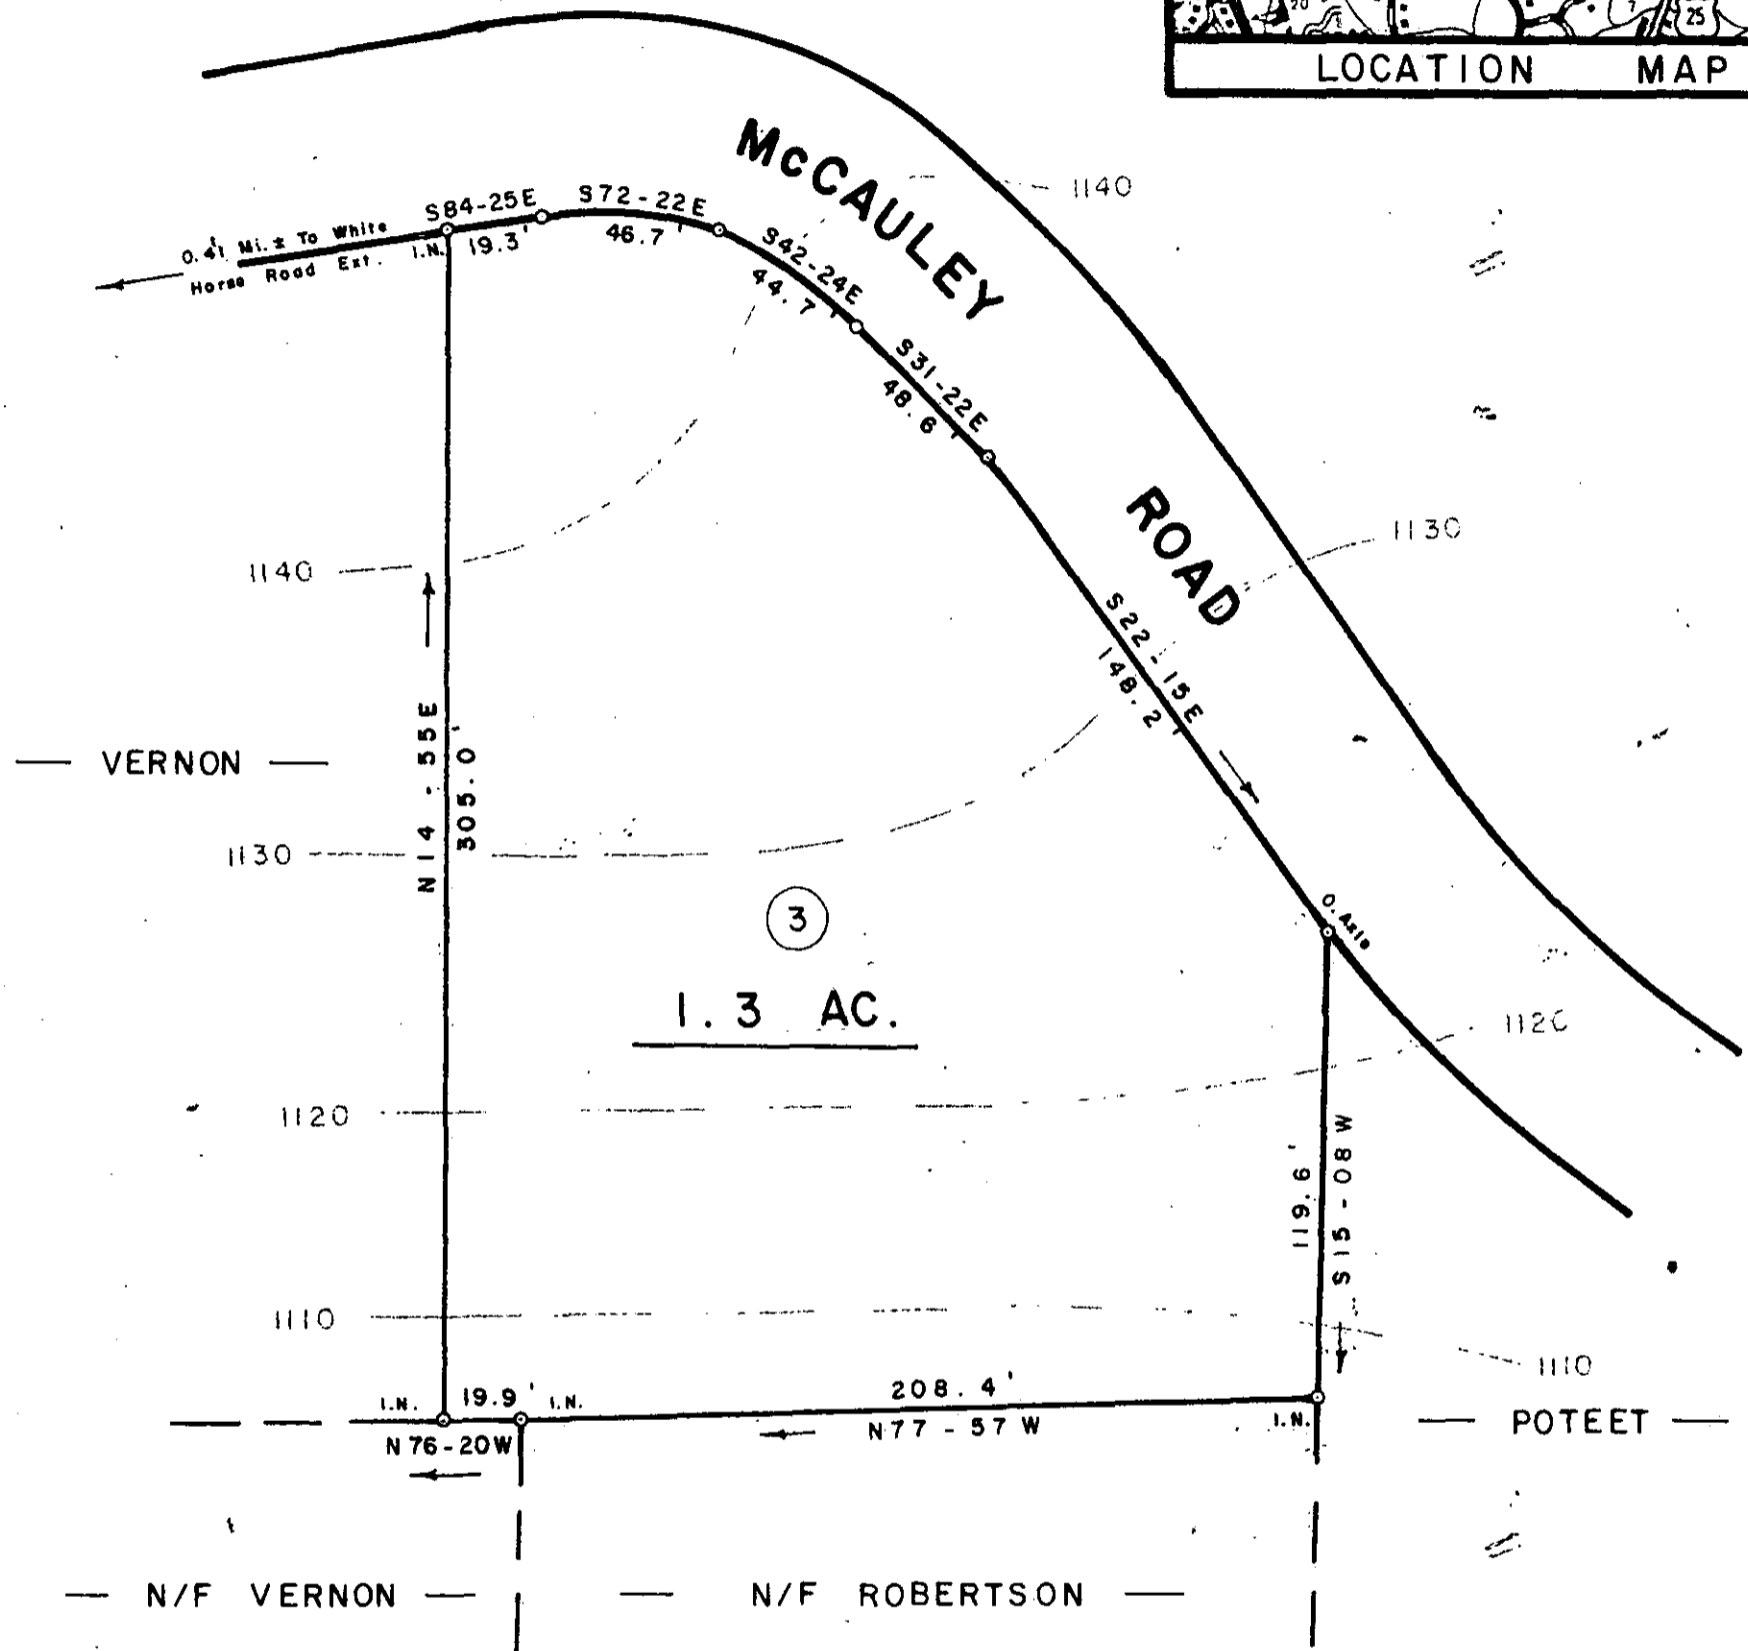 20
7
25
LOCATION MAP
McCAULEY
ROAD
1140
S84-25E
19.3'
S72-22E
46.7'
0.41 Mi.± To White
Horse Road Ext.
I.N.
S42-24E
44.7'
S31-22E
48.6'
1130
1140
S22-15E
148.2'
N14-55E
305.0'
— VERNON —
1130
3
1.3 AC.
O. Axle
1120
1120
119.6'
S15-08W
1110
1110
I.N.
19.9'
I.N.
208.4'
I.N.
N76-20W
N77-57W
— POTEET —
— N/F VERNON —
— N/F ROBERTSON —